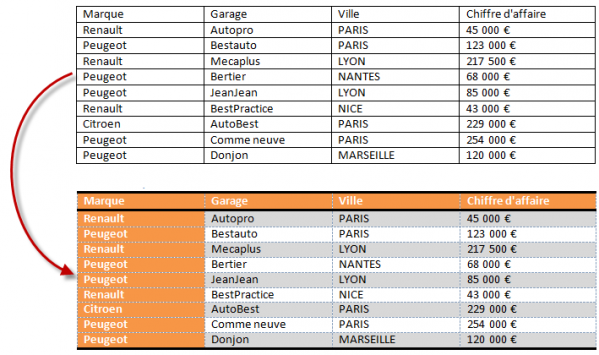 Marque Garage Ville Chiffre d'affaire
Renault Autopro PARIS 45 000 €
Peugeot Bestauto PARIS 123 000 €
Renault Mecaplus LYON 217 500 €
Peugeot Bertier NANTES 68 000 €
Peugeot JeanJean LYON 85 000 €
Renault BestPractice NICE 43 000 €
Citroen AutoBest PARIS 229 000 €
Peugeot Comme neuve PARIS 254 000 €
Peugeot Donjon MARSEILLE 120 000 €
Marque Garage Ville Chiffre d'affaire
Renault Autopro PARIS 45 000 €
Peugeot Bestauto PARIS 123 000 €
Renault Mecaplus LYON 217 500 €
Peugeot Bertier NANTES 68 000 €
Peugeot JeanJean LYON 85 000 €
Renault BestPractice NICE 43 000 €
Citroen AutoBest PARIS 229 000 €
Peugeot Comme neuve PARIS 254 000 €
Peugeot Donjon MARSEILLE 120 000 €